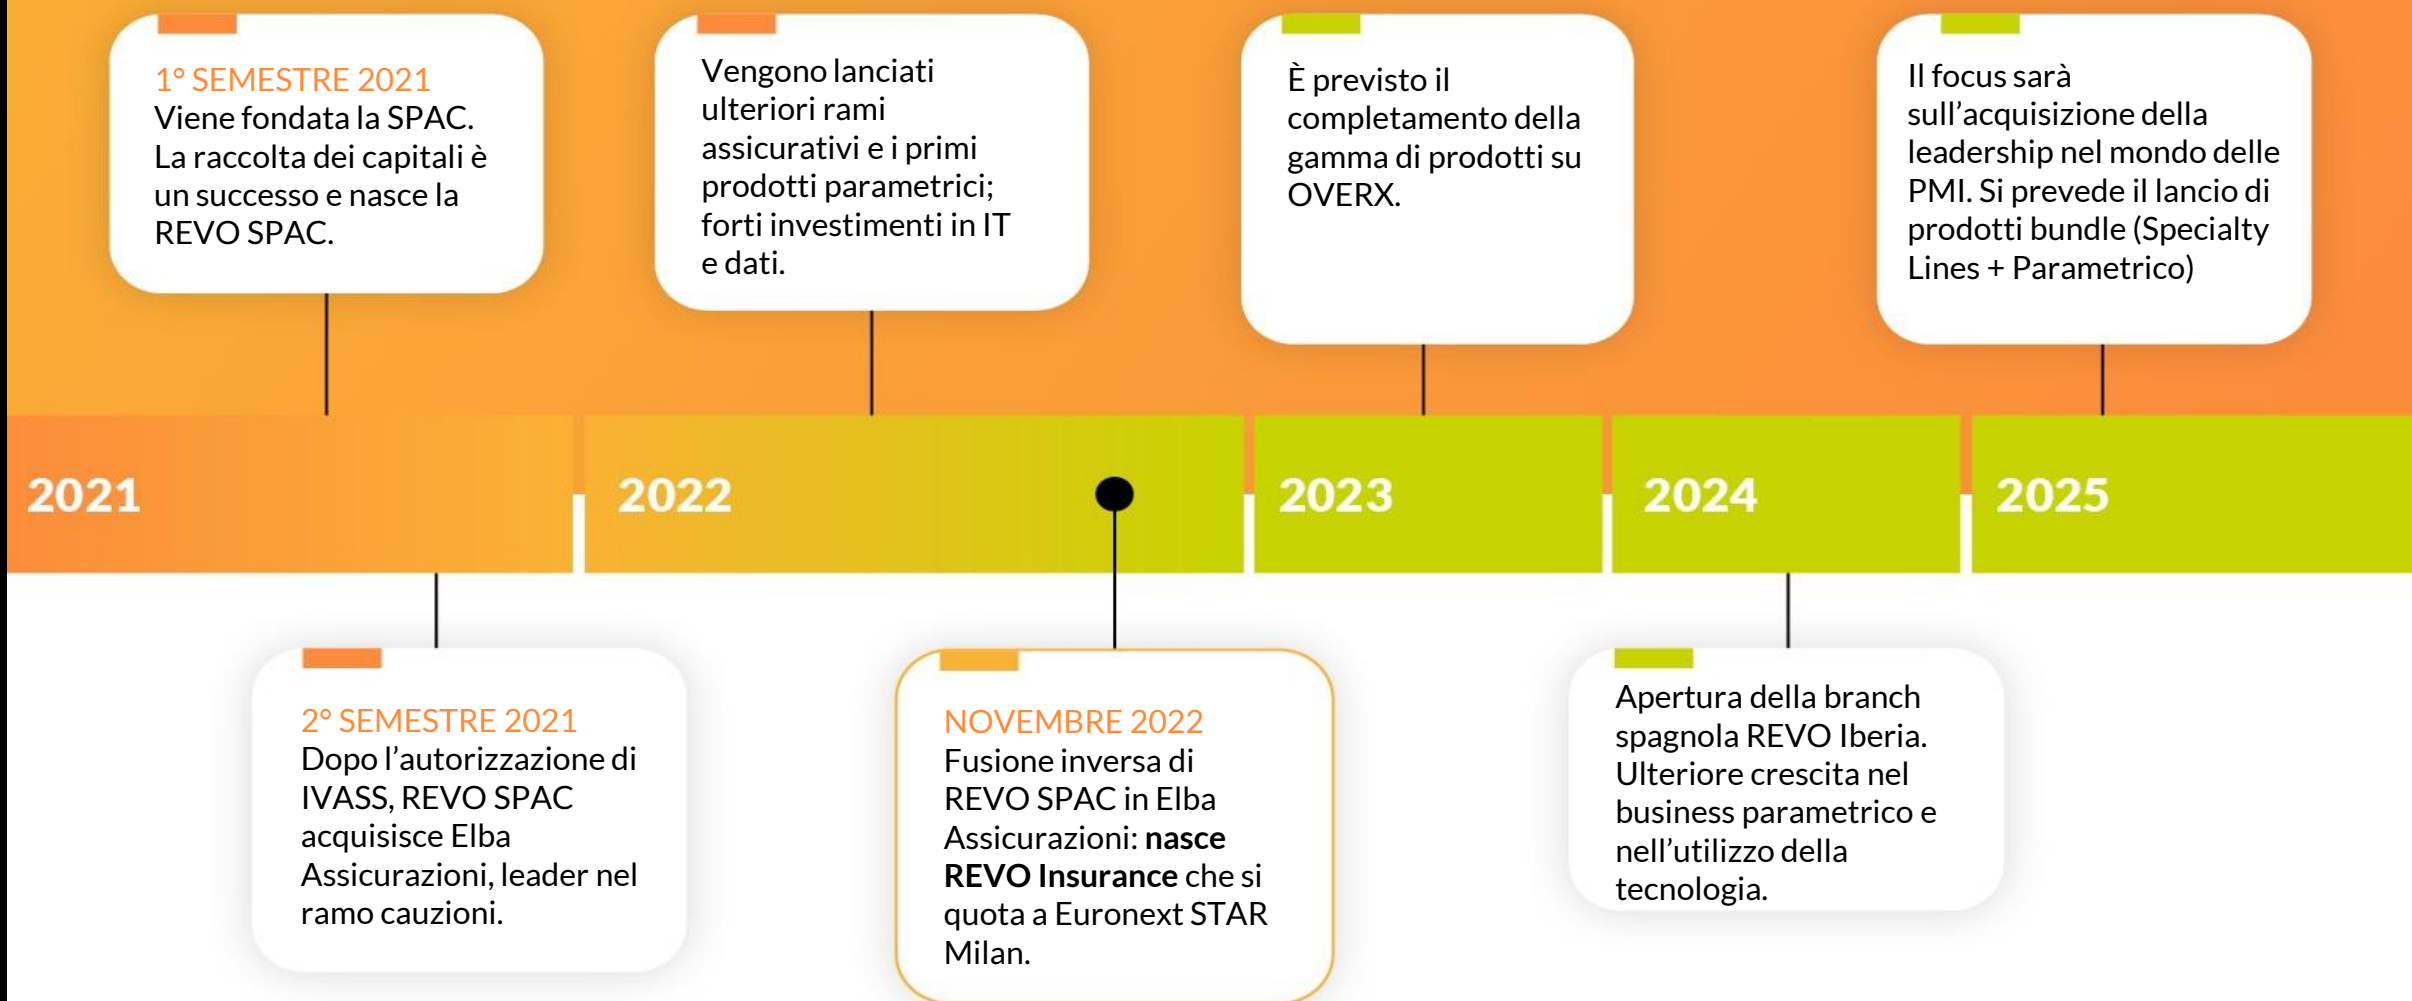 1° SEMESTRE 2021
Viene fondata la SPAC.
La raccolta dei capitali è
un successo e nasce la
REVO SPAC.
Vengono lanciati
ulteriori rami
assicurativi e i primi
prodotti parametrici;
forti investimenti in IT
e dati.
È previsto il
completamento della
gamma di prodotti su
OVERX.
Il focus sarà
sull’acquisizione della
leadership nel mondo delle
PMI. Si prevede il lancio di
prodotti bundle (Specialty
Lines + Parametrico)
2021
2022
2023
2024
2025
2° SEMESTRE 2021
Dopo l’autorizzazione di
IVASS, REVO SPAC
acquisisce Elba
Assicurazioni, leader nel
ramo cauzioni.
NOVEMBRE 2022
Fusione inversa di
REVO SPAC in Elba
Assicurazioni: nasce
REVO Insurance che si
quota a Euronext STAR
Milan.
Apertura della branch
spagnola REVO Iberia.
Ulteriore crescita nel
business parametrico e
nell’utilizzo della
tecnologia.